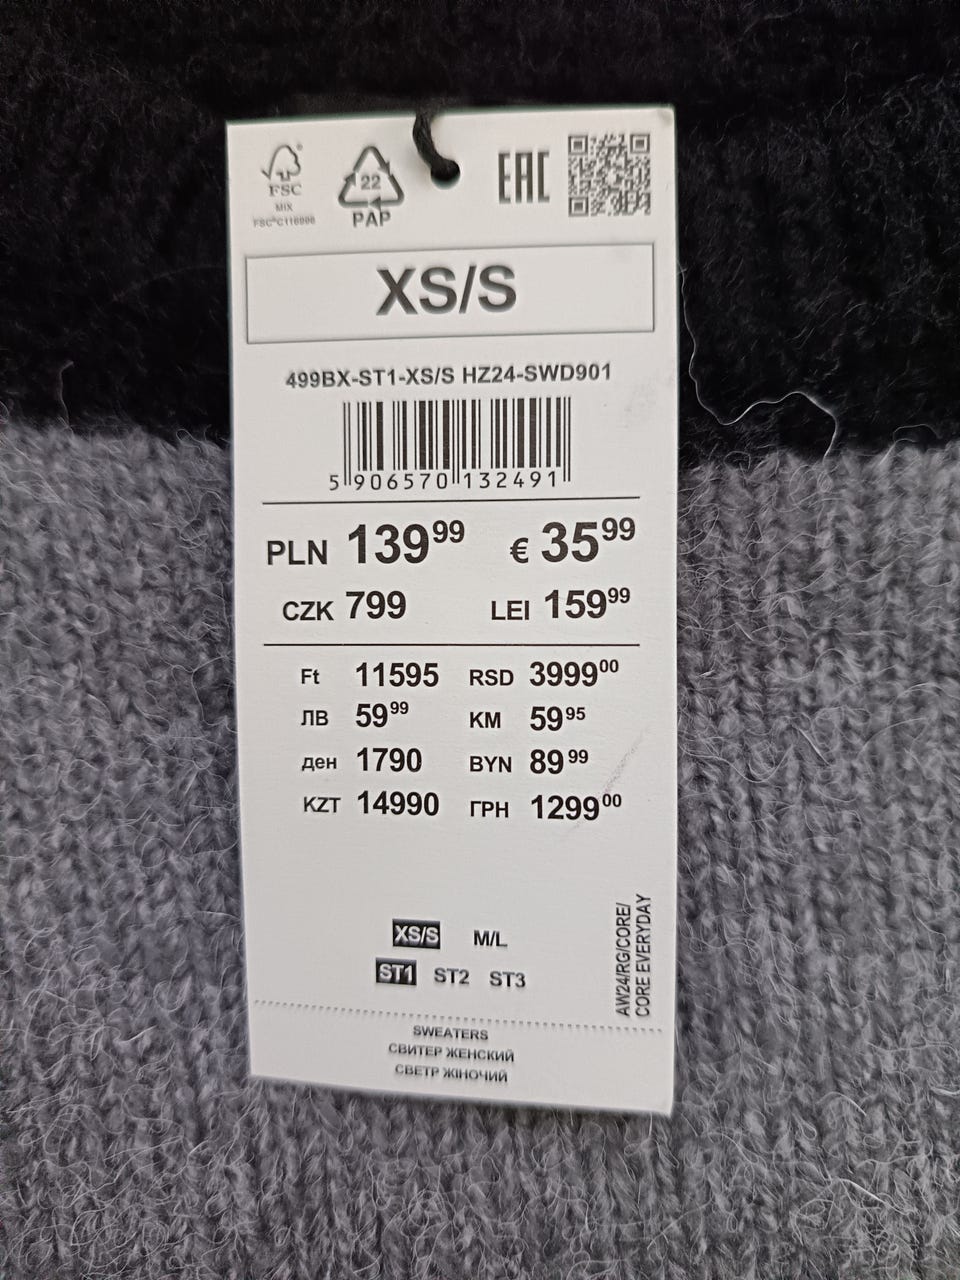 FSC
MIX
22
PAP
EAC
XS/S
499BX-ST1-XS/S HZ24-SWD901
5 906570 132491
PLN 139 99 € 35 99
CZK 799 LEI 159 99
Ft 11595 RSD 3999 00
ЛВ 59 99 KM 59 95
ден 1790 BYN 89 99
KZT 14990 ГРН 1299 00
XS/S M/L
ST1 ST2 ST3
AW24/RG/CORE/
CORE EVERYDAY
SWEATERS
СВИТЕР ЖЕНСКИЙ
СВЕТР ЖІНОЧИЙ